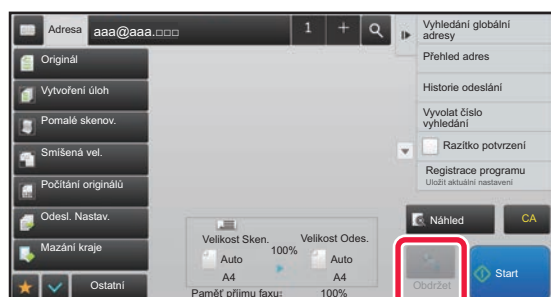 Adresa aaa@aaa.□□□ 1 +
Originál
Vytvoření úloh
Pomalé skenov.
Smíšená vel.
Počítání originálů
Odesl. Nastav.
Mazání kraje
Ostatní
Velikost Sken.
100%
Velikost Odes.
Auto
Auto
A4
A4
Paměť příjmu faxu: 100%
Vyhledání globální
adresy
Přehled adres
Historie odeslání
Vyvolat číslo
vyhledání
Razítko potvrzení
Registrace programu
Uložit aktuální nastavení
Náhled
CA
Obdržet
Start